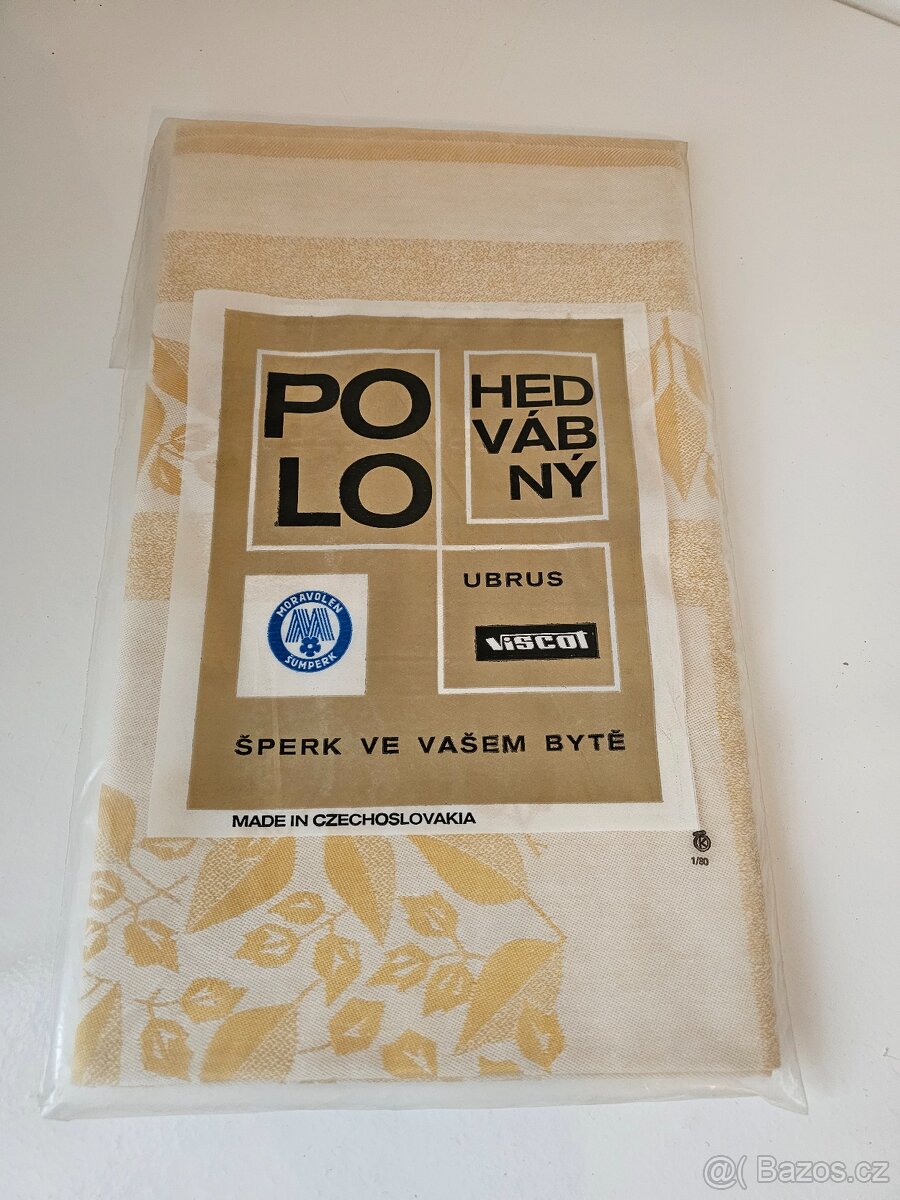 PO
LO
HED
VÁB
NÝ
MORAVOLEN
ŠUMPERK
UBRUS
viscot
ŠPERK VE VAŠEM BYTĚ
MADE IN CZECHOSLOVAKIA
K
1/80
@( Bazos.cz